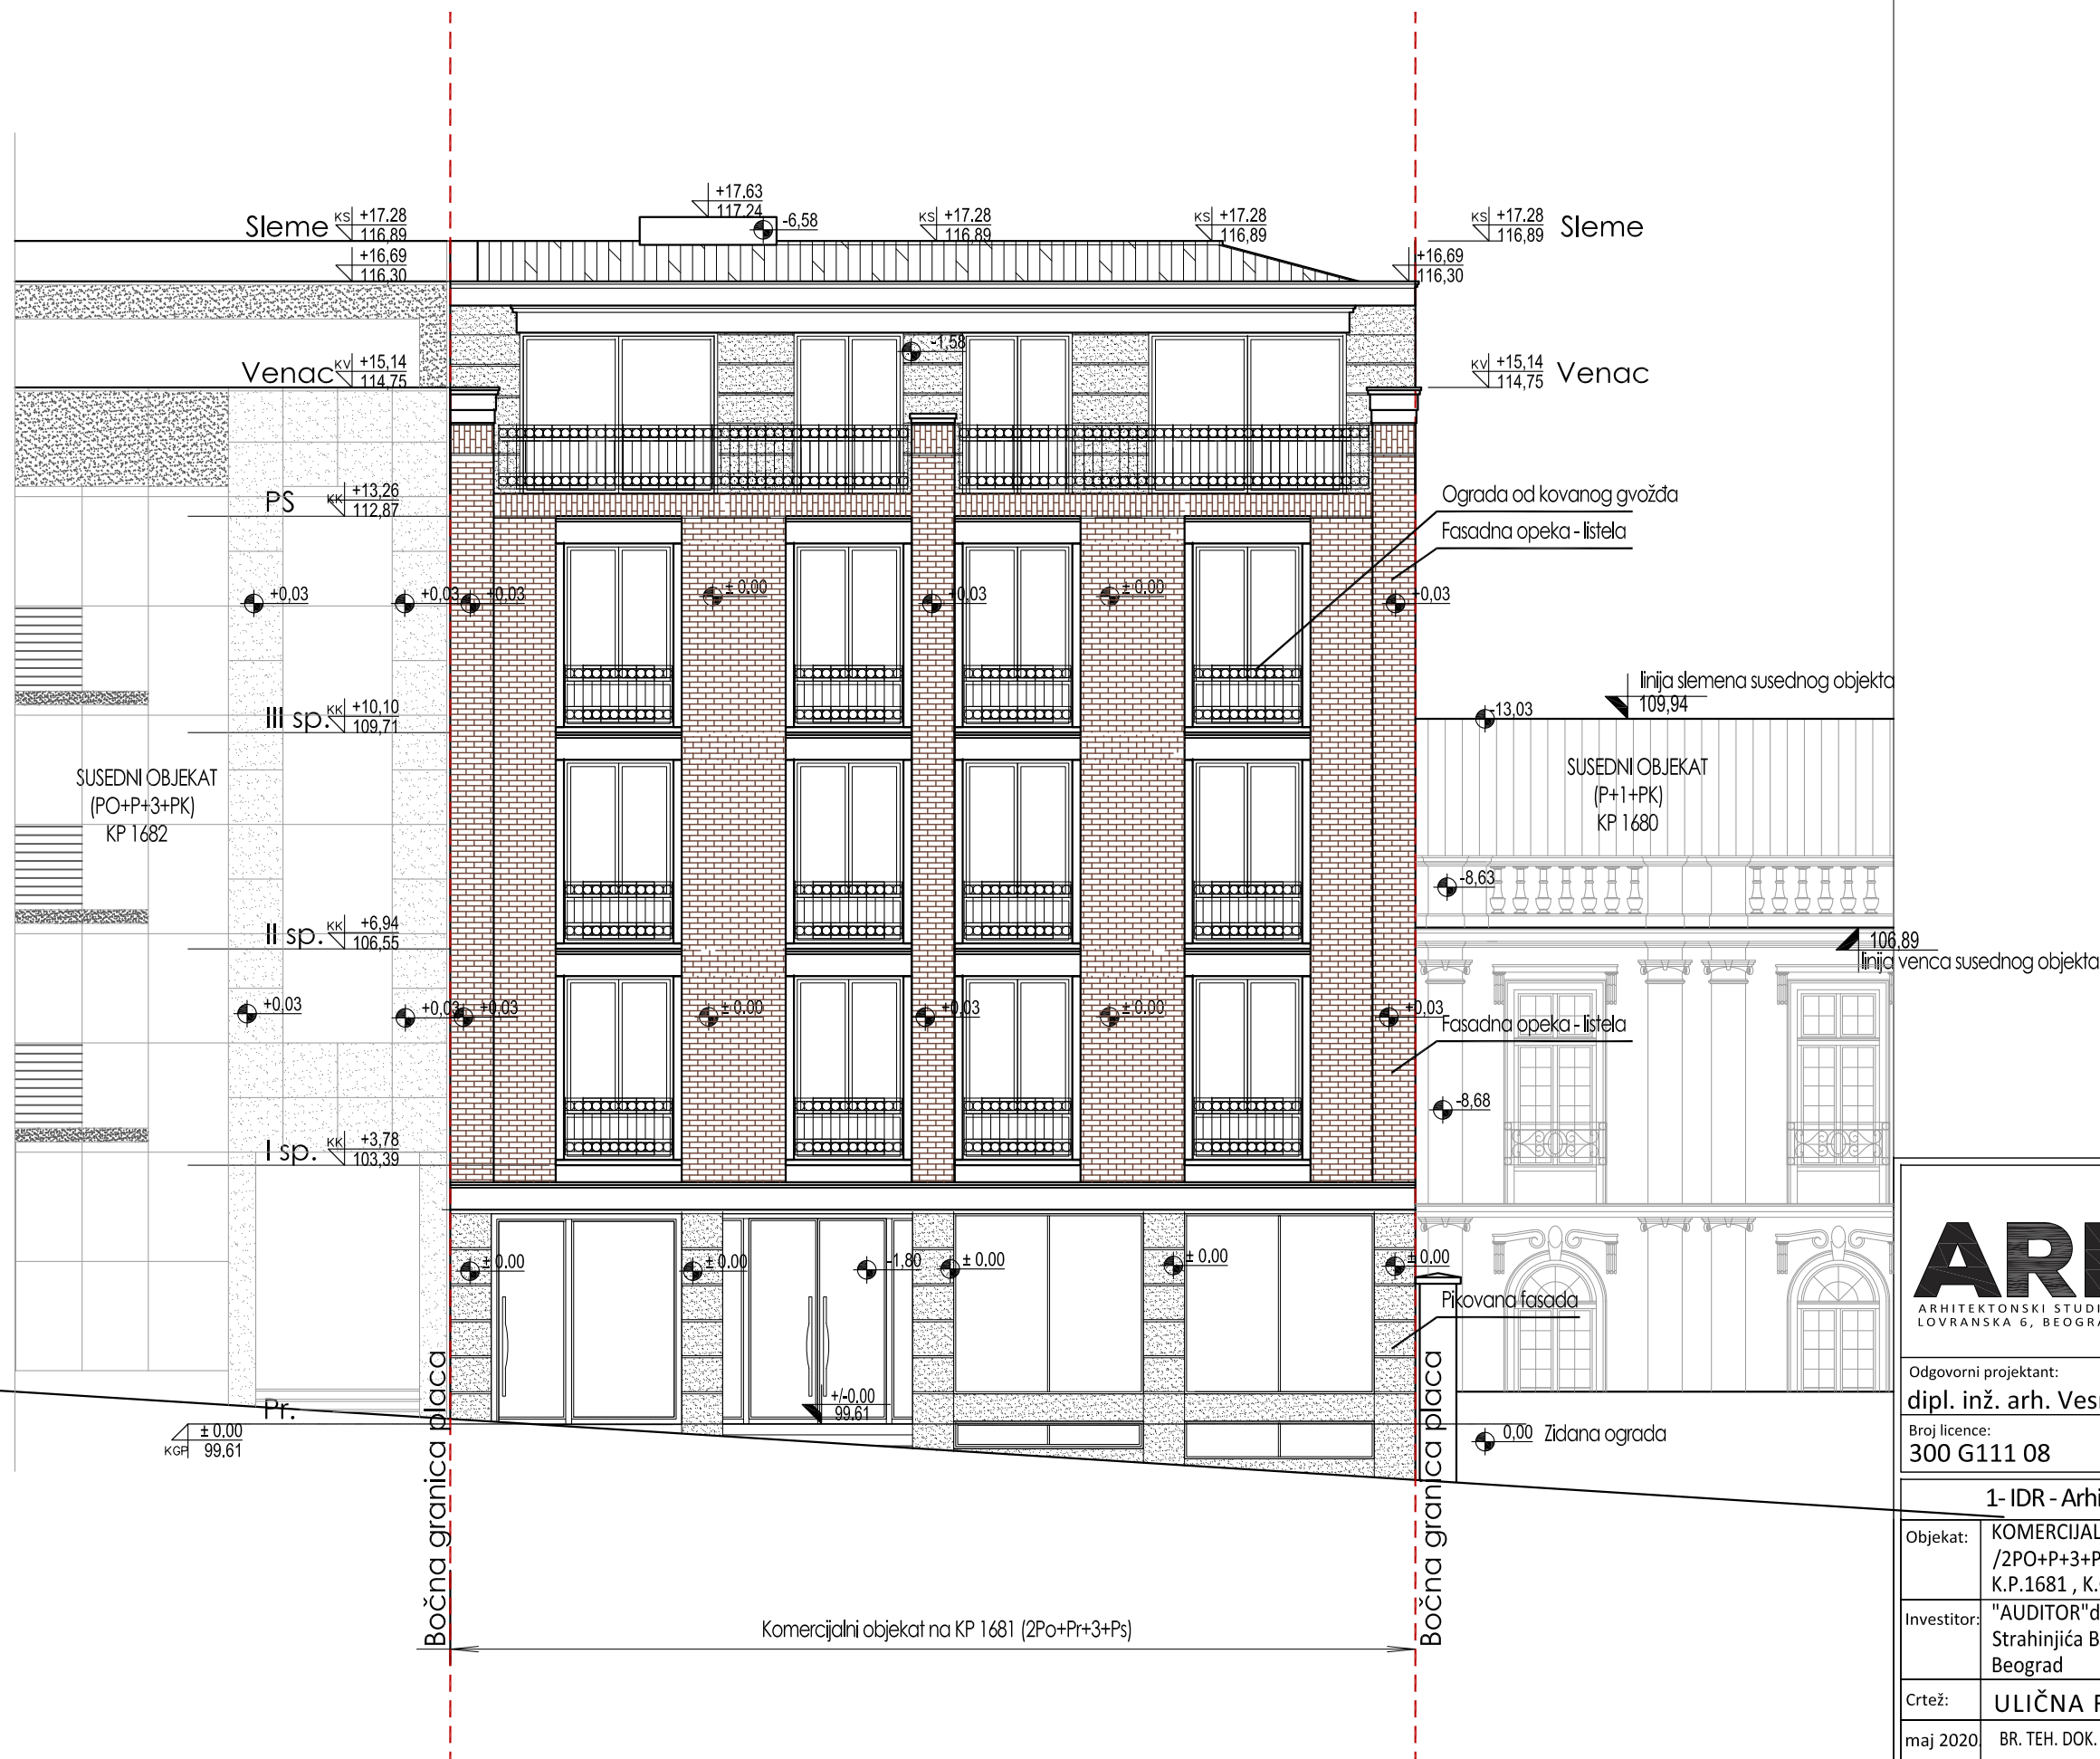 +17.63
117.24
-6,58
Sleme
KS +17.28
116,89
KS +17.28
116,89
KS +17.28
116,89
KS +17.28
116,89
Sleme
+16,69
116,30
+16,69
116,30
-1,58
Venac
KV +15,14
114,75
KV +15,14
114,75
Venac
PS
KK +13,26
112,87
Ograda od kovanog gvožđa
Fasadna opeka - listela
+0,03
+0,03
+0,03
± 0.00
+0,03
± 0.00
+0,03
linija slemena susednog objekta
109,94
-13,03
III sp.
KK +10,10
109,71
SUSEDNI OBJEKAT
(PO+P+3+PK)
KP 1682
SUSEDNI OBJEKAT
(P+1+PK)
KP 1680
-8,63
II sp.
KK +6,94
106,55
106,89
linija venca susednog objekta
+0,03
+0,03
+0,03
± 0.00
+0,03
± 0.00
+0,03
Fasadna opeka - listela
-8,68
I sp.
KK +3,78
103,39
± 0.00
± 0.00
-1,80
± 0.00
± 0.00
± 0.00
Pikovana fasada
+/-0.00
99.61
Pr.
± 0,00
KGP 99,61
0,00 Zidana ograda
Bočna granica placa
Bočna granica placa
Komercijalni objekat na KP 1681 (2Po+Pr+3+Ps)
ARHITEKTONSKI STUDI
LOVRANSKA 6, BEOGRA
Odgovorni projektant:
dipl. inž. arh. Ves
Broj licence:
300 G111 08
1- IDR - Arhi
Objekat: KOMERCIJAL
/2PO+P+3+P
K.P.1681 , K.
Investitor: "AUDITOR"d
Strahinjića B
Beograd
Crtež: ULIČNA
maj 2020. BR. TEH. DOK.